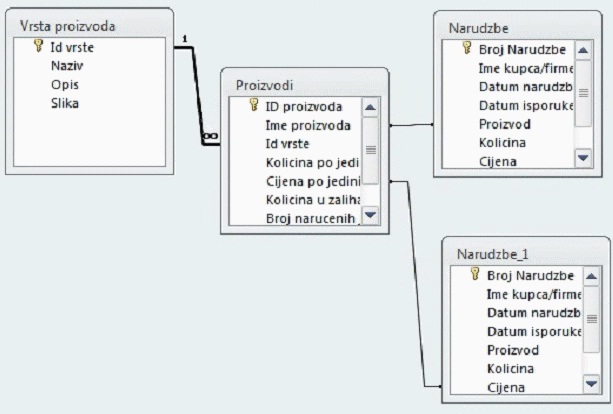 Vrsta proizvoda
Id vrste
Naziv
Opis
Slika
1
∞
Proizvodi
ID proizvoda
Ime proizvoda
Id vrste
Kolicina po jedi
Cijena po jedini
Kolicina u zaliha
Broj narucenih
Narudzbe
Broj Narudzbe
Ime kupca/firme
Datum narudzb
Datum isporuke
Proizvod
Kolicina
Cijena
Narudzbe_1
Broj Narudzbe
Ime kupca/firme
Datum narudzb
Datum isporuke
Proizvod
Kolicina
Cijena